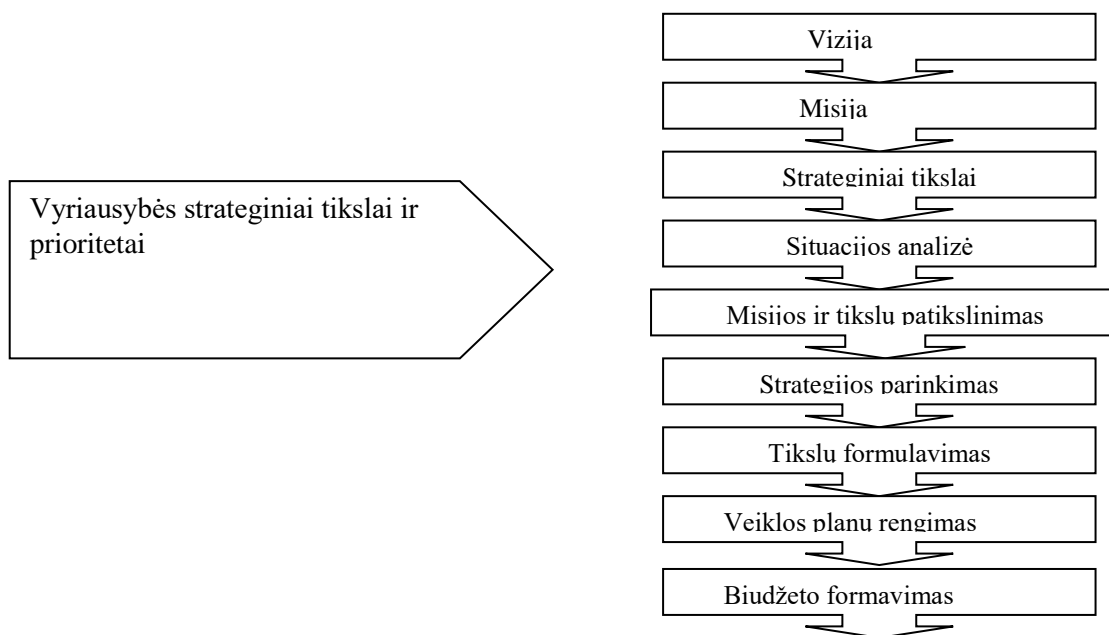 Vizija
Misija
Strateginiai tikslai
Vyriausybės strateginiai tikslai ir
prioritetai
Situacijos analizė
Misijos ir tikslų patikslinimas
Strategijos parinkimas
Tikslų formulavimas
Veiklos planų rengimas
Biudžeto formavimas